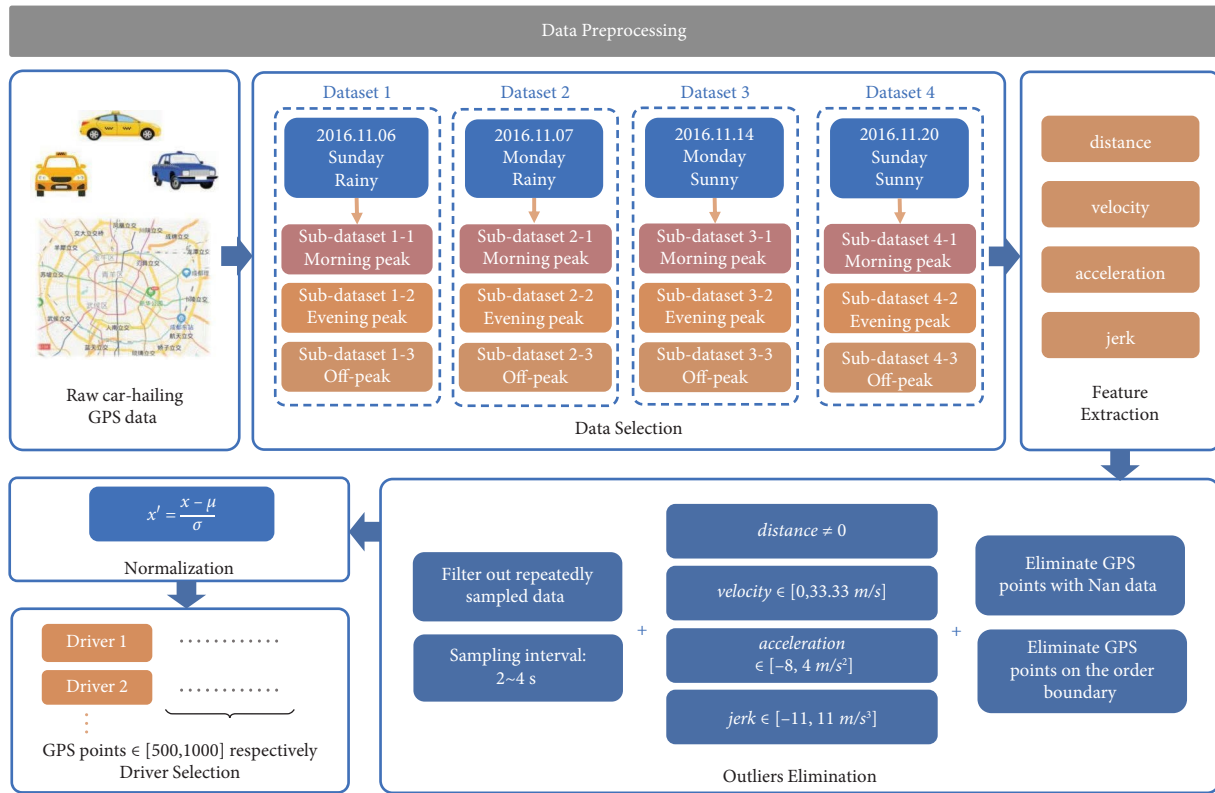 Data Preprocessing
Raw car-hailing
GPS data
Dataset 1
2016.11.06
Sunday
Rainy
Sub-dataset 1-1
Morning peak
Sub-dataset 1-2
Evening peak
Sub-dataset 1-3
Off-peak
Dataset 2
2016.11.07
Monday
Rainy
Sub-dataset 2-1
Morning peak
Sub-dataset 2-2
Evening peak
Sub-dataset 2-3
Off-peak
Dataset 3
2016.11.14
Monday
Sunny
Sub-dataset 3-1
Morning peak
Sub-dataset 3-2
Evening peak
Sub-dataset 3-3
Off-peak
Dataset 4
2016.11.20
Sunday
Sunny
Sub-dataset 4-1
Morning peak
Sub-dataset 4-2
Evening peak
Sub-dataset 4-3
Off-peak
Data Selection
distance
velocity
acceleration
jerk
Feature
Extraction
Filter out repeatedly
sampled data
Sampling interval:
2~4 s
+
distance ≠ 0
velocity ∈ [0,33.33 m/s]
acceleration
∈ [–8, 4 m/s²]
jerk ∈ [–11, 11 m/s³]
+
Eliminate GPS
points with Nan data
Eliminate GPS
points on the order
boundary
Outliers Elimination
x′ = (x – μ)/σ
Normalization
Driver 1
Driver 2
GPS points ∈ [500,1000] respectively
Driver Selection